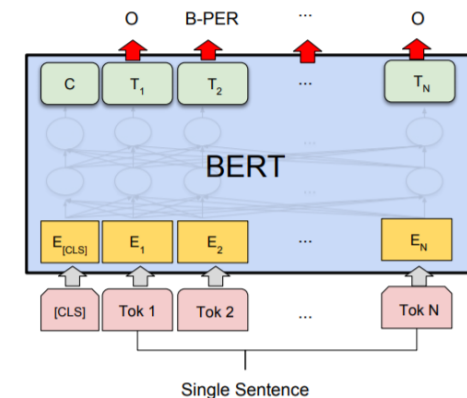 O B-PER ... O
C T1 T2 ... TN
...
BERT
...
E[CLS] E1 E2 ... EN
[CLS] Tok 1 Tok 2 ... Tok N
Single Sentence